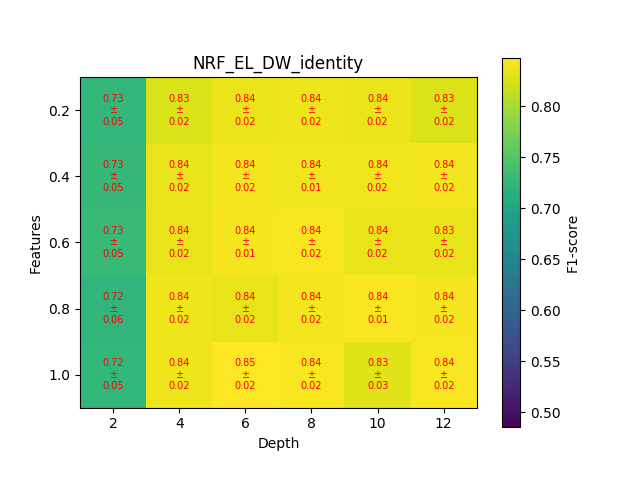 NRF_EL_DW_identity
0.2 0.73 0.83 0.84 0.84 0.84 0.83
± ± ± ± ± ±
0.05 0.02 0.02 0.02 0.02 0.02
0.4 0.73 0.84 0.84 0.84 0.84 0.84
± ± ± ± ± ±
0.05 0.02 0.02 0.01 0.02 0.02
0.6 0.73 0.84 0.84 0.84 0.84 0.83
± ± ± ± ± ±
0.05 0.02 0.01 0.02 0.02 0.02
0.8 0.72 0.84 0.84 0.84 0.84 0.84
± ± ± ± ± ±
0.06 0.02 0.02 0.02 0.01 0.02
1.0 0.72 0.84 0.85 0.84 0.83 0.84
± ± ± ± ± ±
0.05 0.02 0.02 0.02 0.03 0.02
2 4 6 8 10 12
Depth
Features
0.80
0.75
0.70
0.65
0.60
0.55
0.50
F1-score